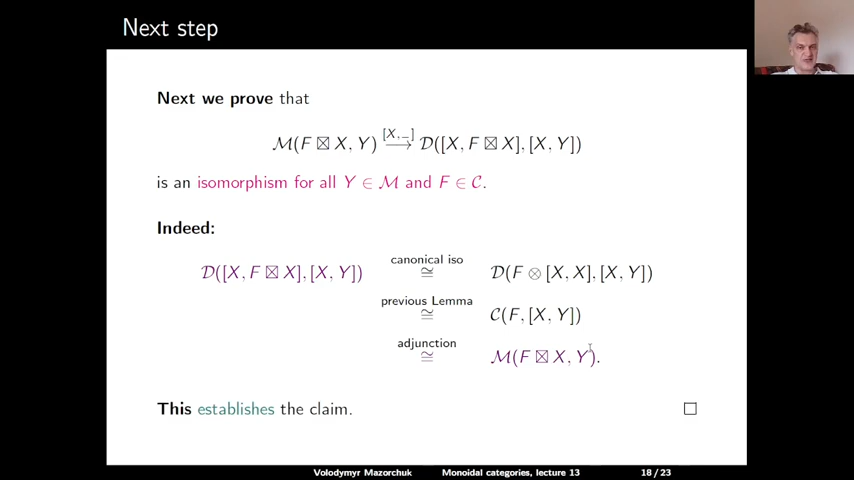 Next step
Next we prove that
ℳ(F ⊠ X, Y) [X,_] ⟶ 𝒟([X, F ⊠ X], [X, Y])
is an isomorphism for all Y ∈ ℳ and F ∈ 𝒞.
Indeed:
𝒟([X, F ⊠ X], [X, Y]) canonical iso ≅ 𝒟(F ⊗ [X, X], [X, Y])
previous Lemma ≅ 𝒞(F, [X, Y])
adjunction ≅ ℳ(F ⊠ X, Y).
This establishes the claim. □
Volodymyr Mazorchuk Monoidal categories, lecture 13 18 / 23